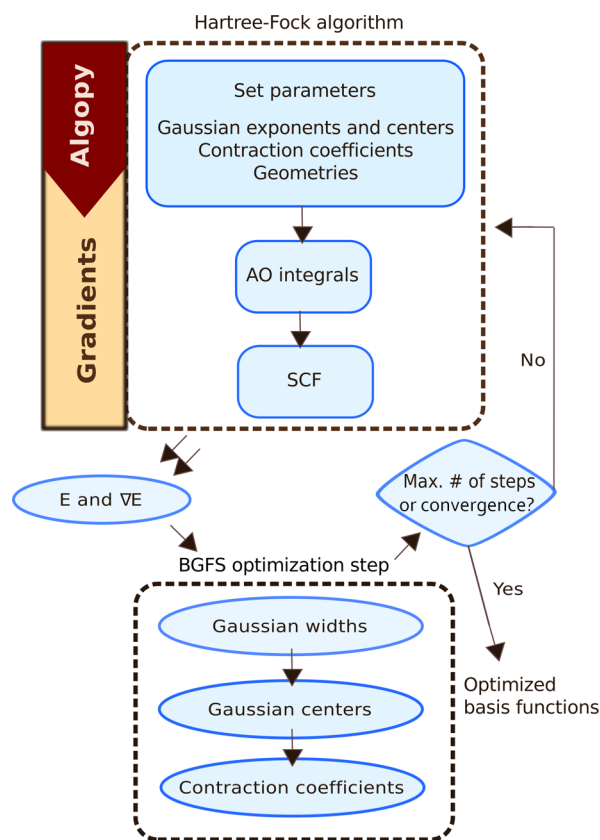 Hartree-Fock algorithm
Algopy
Gradients
Set parameters
Gaussian exponents and centers
Contraction coefficients
Geometries
AO integrals
SCF
No
E and ∇E
Max. # of steps
or convergence?
BGFS optimization step
Yes
Gaussian widths
Gaussian centers
Contraction coefficients
Optimized
basis functions